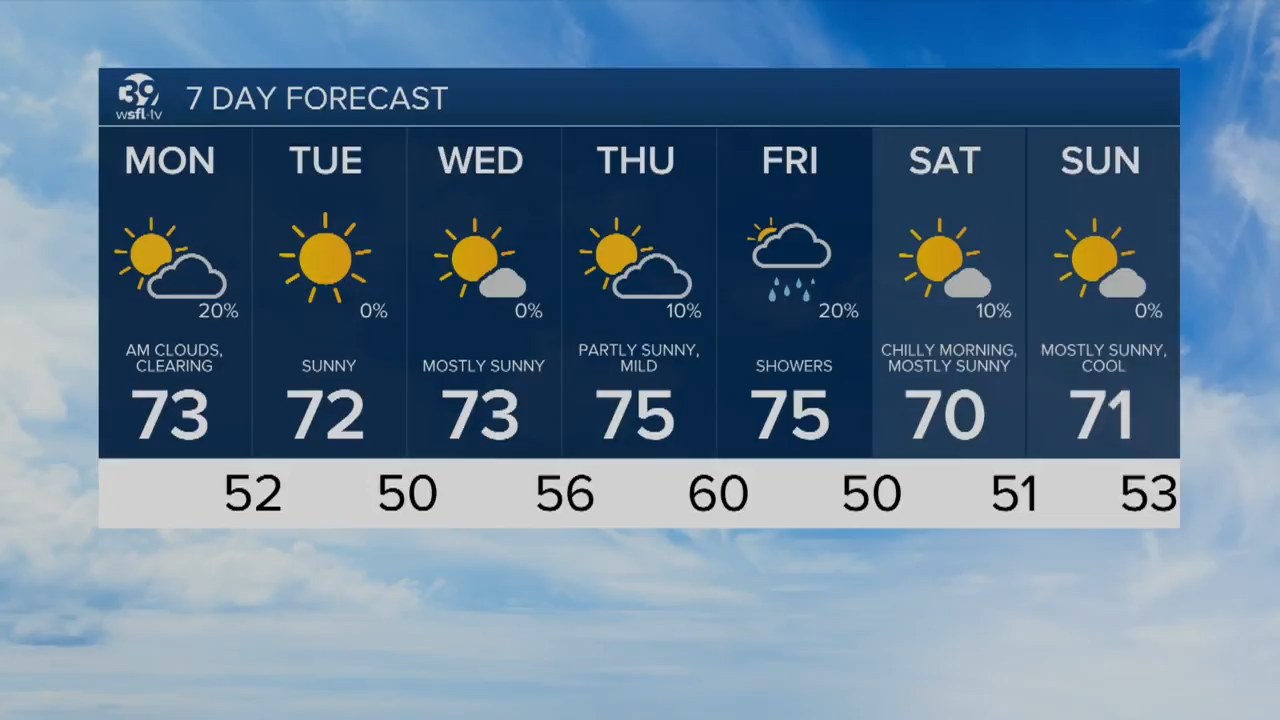 39
wsfl-tv
7 DAY FORECAST
MON TUE WED THU FRI SAT SUN
20% 0% 0% 10% 20% 10% 0%
AM CLOUDS,
CLEARING
SUNNY
MOSTLY SUNNY
PARTLY SUNNY,
MILD
SHOWERS
CHILLY MORNING,
MOSTLY SUNNY
MOSTLY SUNNY,
COOL
73 72 73 75 75 70 71
52 50 56 60 50 51 53